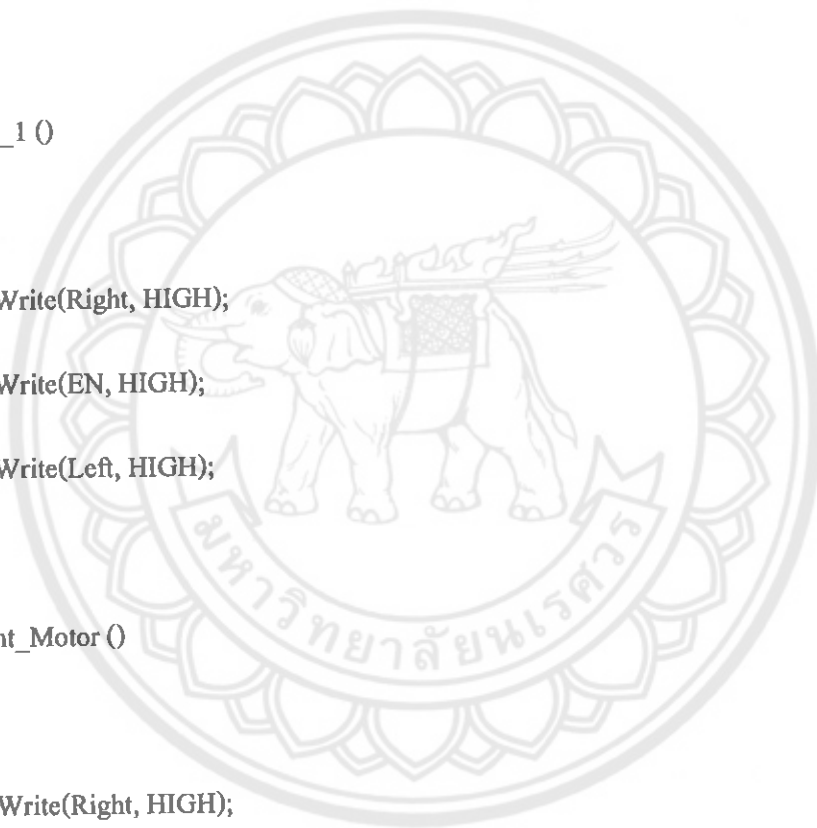 _1 ()
Write(Right, HIGH);
Write(EN, HIGH);
Write(Left, HIGH);
มหาวิทยาลัยนเรศวร
nt_Motor ()
Write(Right, HIGH);